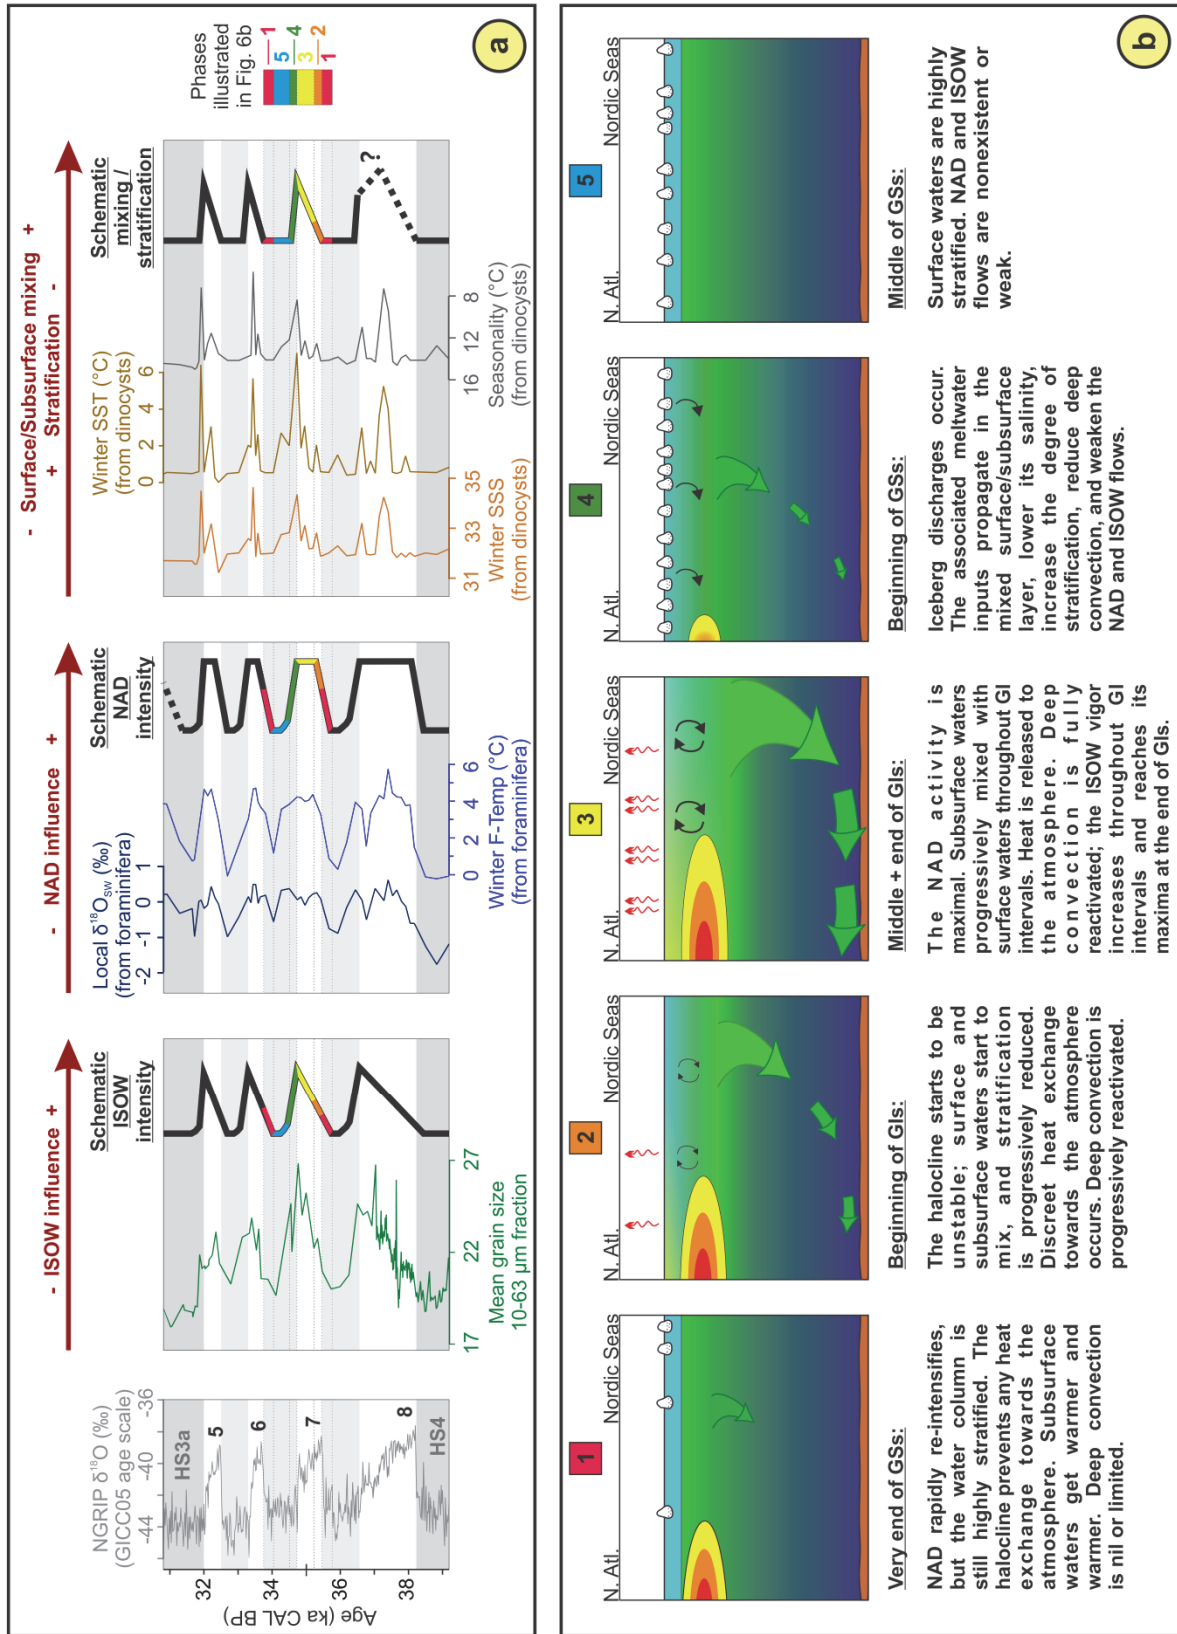 a
NGRIP δ18O (‰)
(GICC05 age scale)
-36
-40
-44
HS3a
5
6
7
8
HS4
32
34
36
38
Age (ka CAL BP)
- ISOW influence +
Schematic
ISOW
intensity
27
22
17
Mean grain size
10-63 µm fraction
- NAD influence +
Schematic
NAD
intensity
Local δ18OSW (‰)
(from foraminifera)
1
0
-1
-2
6
4
2
0
Winter F-Temp (°C)
(from foraminifera)
- Surface/Subsurface mixing +
+ Stratification -
Schematic
mixing /
stratification
?
Winter SST (°C)
(from dinocysts)
6
4
2
0
8
12
16
Seasonality (°C)
(from dinocysts)
35
33
31
Winter SSS
(from dinocysts)
Phases
illustrated
in Fig. 6b
1
5
4
3
2
1
b
1
N. Atl.
Nordic Seas
Very end of GSs:
NAD rapidly re-intensifies,
but the water column is
still highly stratified. The
halocline prevents any heat
exchange towards the
atmosphere. Subsurface
waters get warmer and
warmer. Deep convection
is nil or limited.
2
N. Atl.
Nordic Seas
Beginning of GIs:
The halocline starts to be
unstable; surface and
subsurface waters start to
mix, and stratification
is progressively reduced.
Discreet heat exchange
towards the atmosphere
occurs. Deep convection is
progressively reactivated.
3
N. Atl.
Nordic Seas
Middle + end of GIs:
The NAD activity is
maximal. Subsurface waters
progressively mixed with
surface waters throughout GI
intervals. Heat is released to
the atmosphere. Deep
convection is fully
reactivated; the ISOW vigor
increases throughout GI
intervals and reaches its
maxima at the end of GIs.
4
N. Atl.
Nordic Seas
Beginning of GSs:
Iceberg discharges occur.
The associated meltwater
inputs propagate in the
mixed surface/subsurface
layer, lower its salinity,
increase the degree of
stratification, reduce deep
convection, and weaken the
NAD and ISOW flows.
5
N. Atl.
Nordic Seas
Middle of GSs:
Surface waters are highly
stratified. NAD and ISOW
flows are nonexistent or
weak.